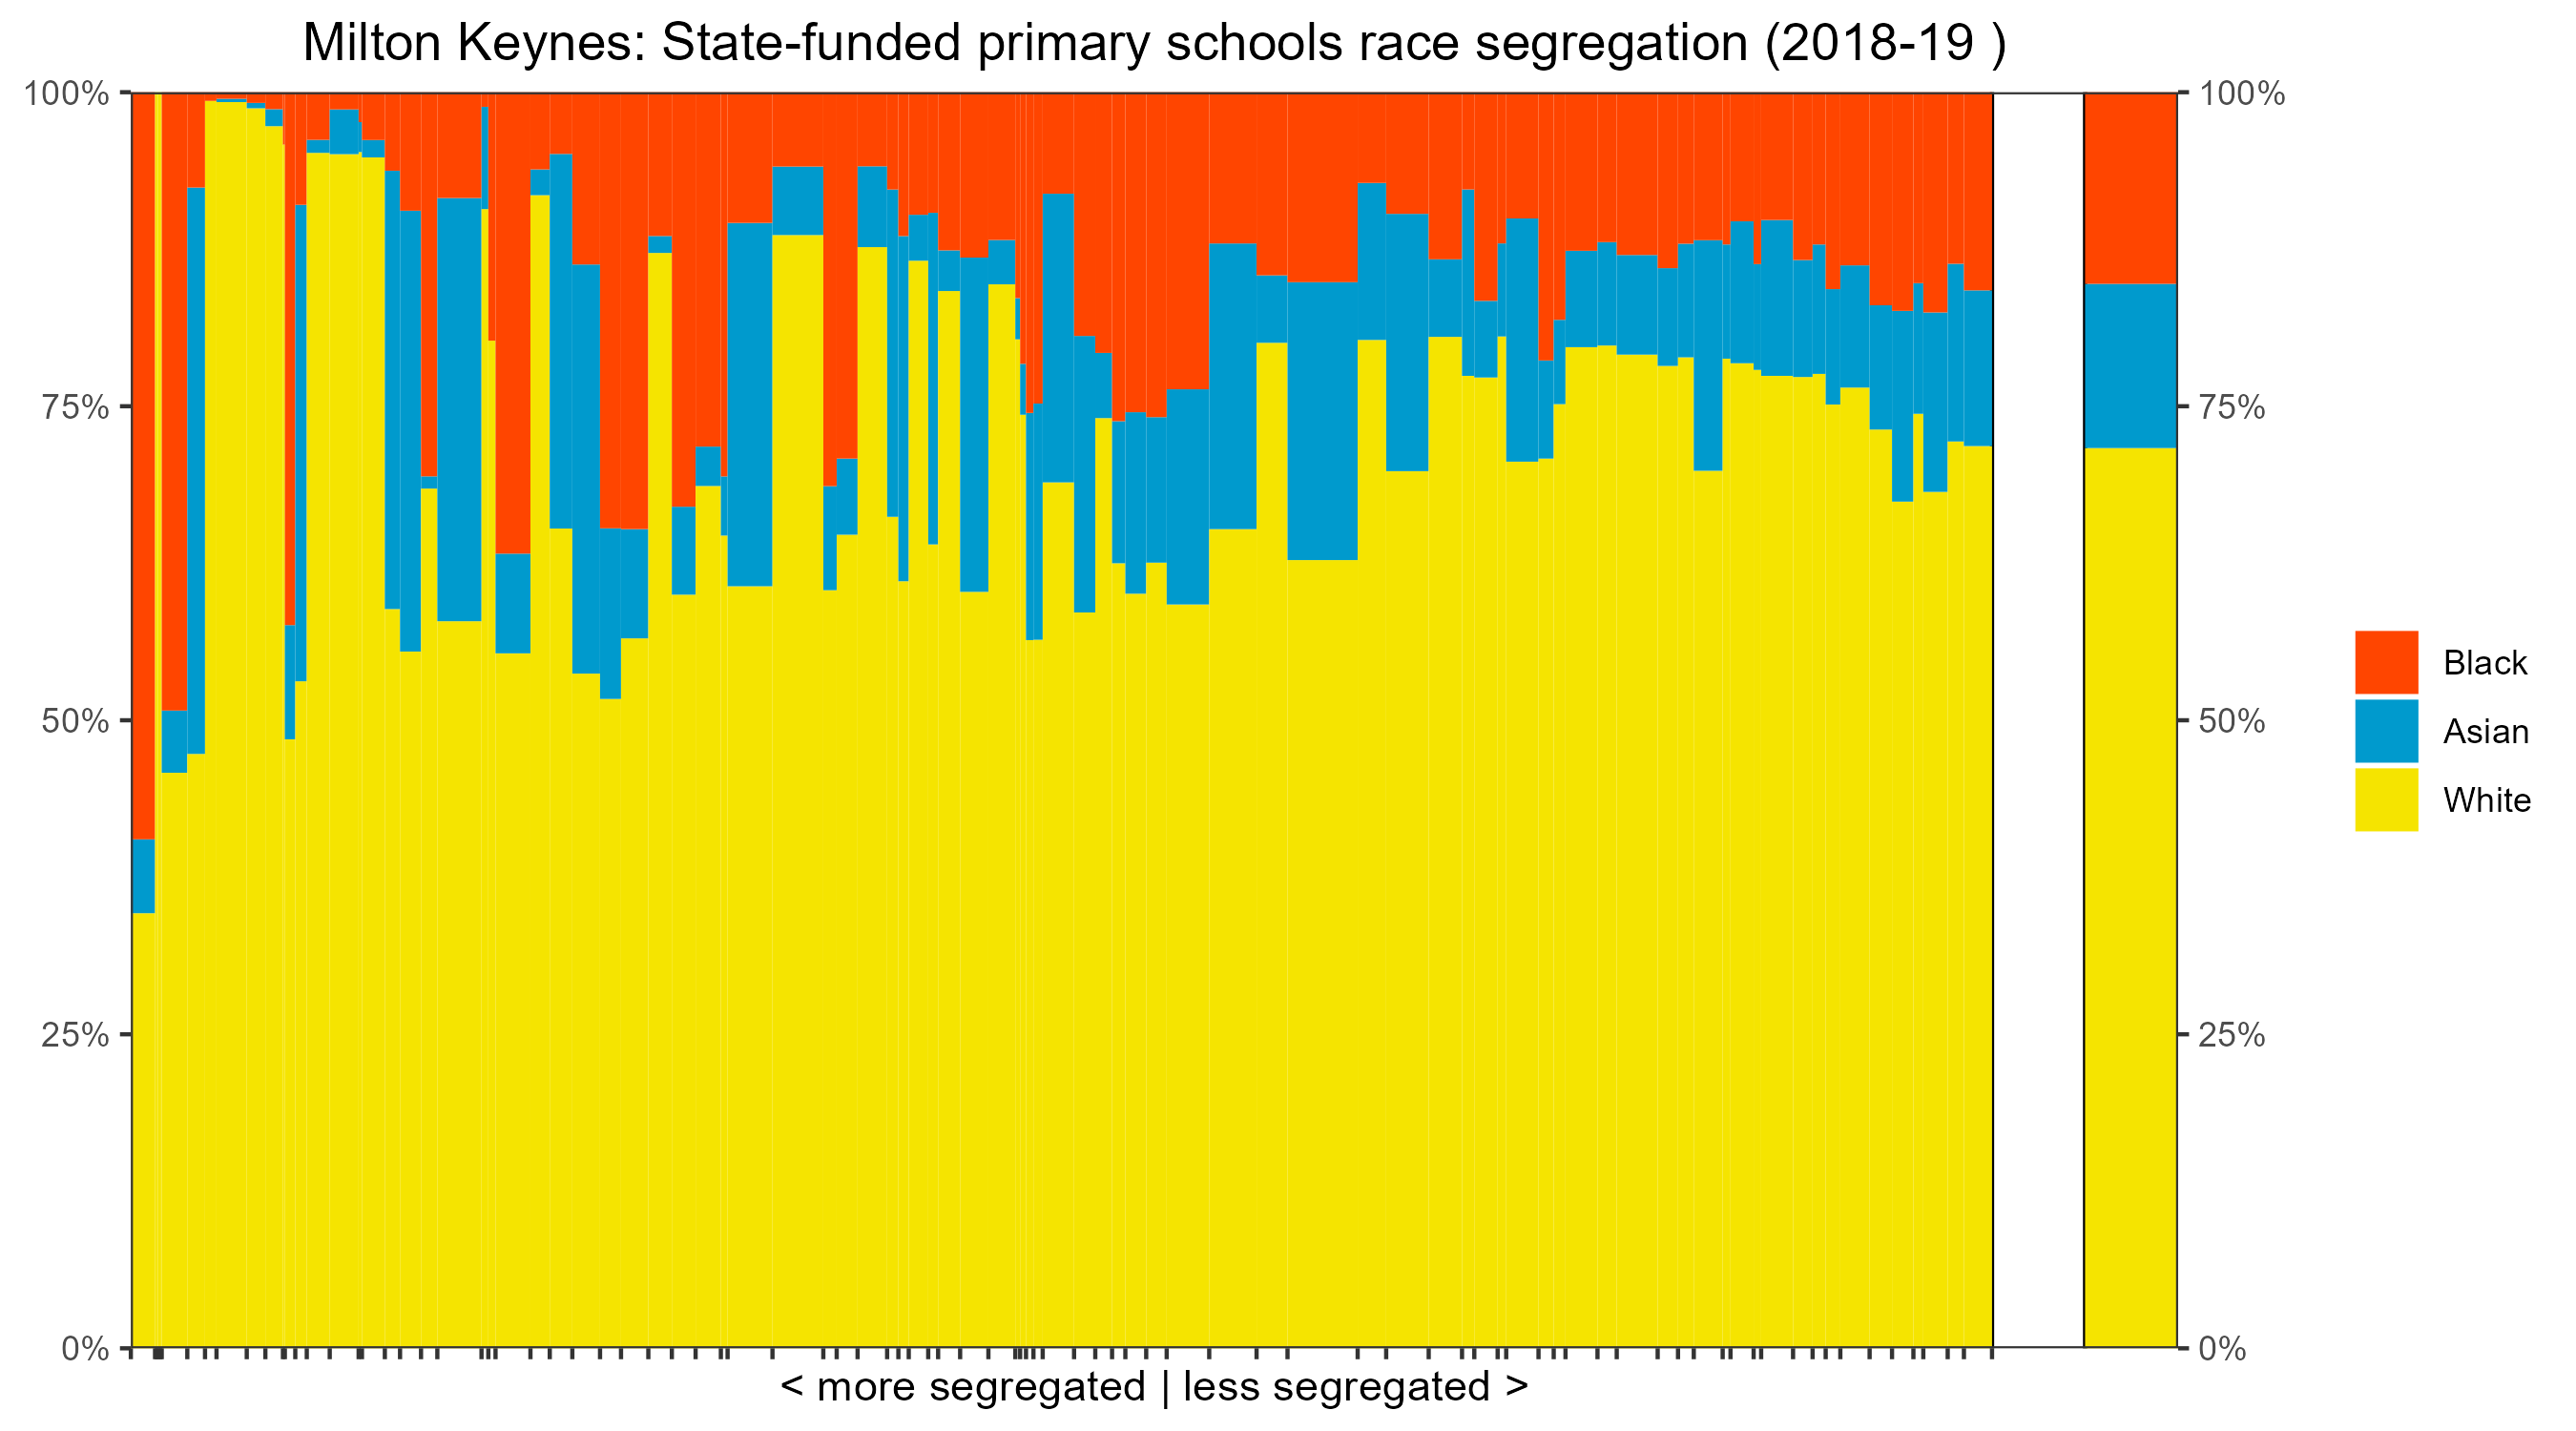 Milton Keynes: State-funded primary schools race segregation (2018-19 )
100%
75%
50%
25%
0%
100%
75%
50%
25%
0%
Black
Asian
White
< more segregated | less segregated >